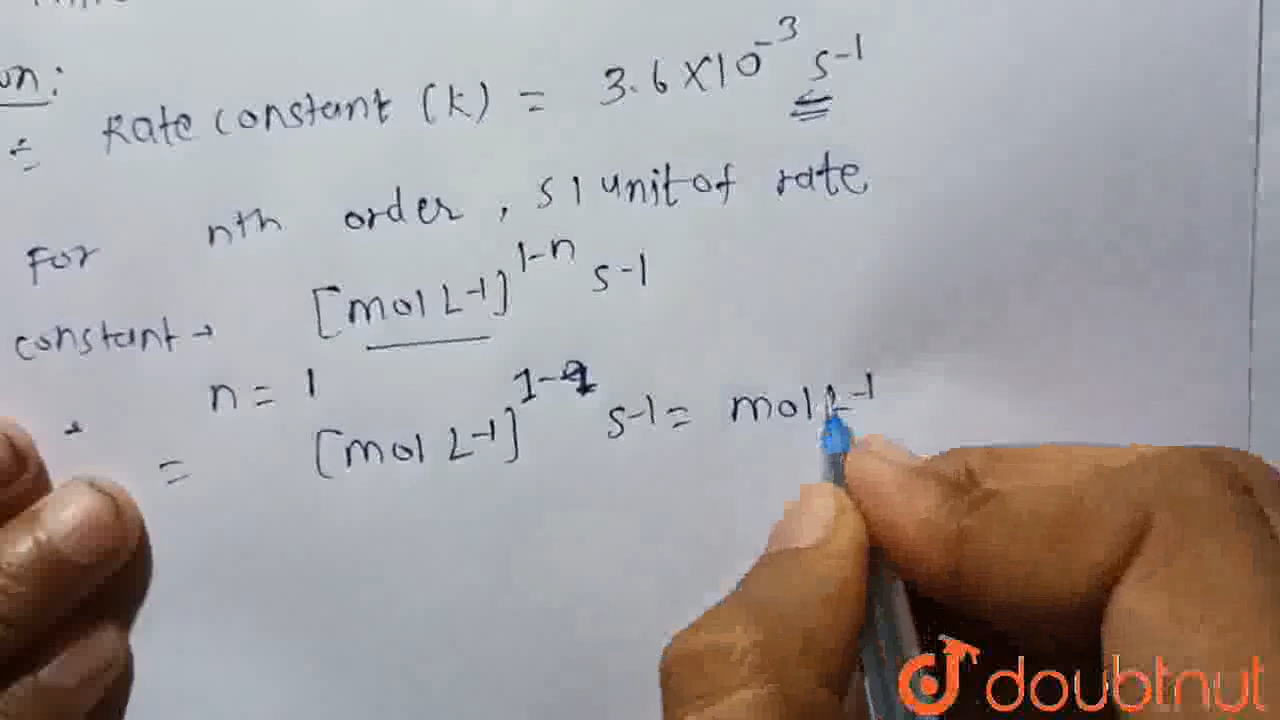 on:
= Rate constant (k) = 3.6 X 10⁻³ s⁻¹
For nth order, SI unit of rate
constant → [mol L⁻¹]¹⁻ⁿ s⁻¹
n = 1
= [mol L⁻¹]¹⁻¹ s⁻¹ = mol L⁻¹
doubtnut